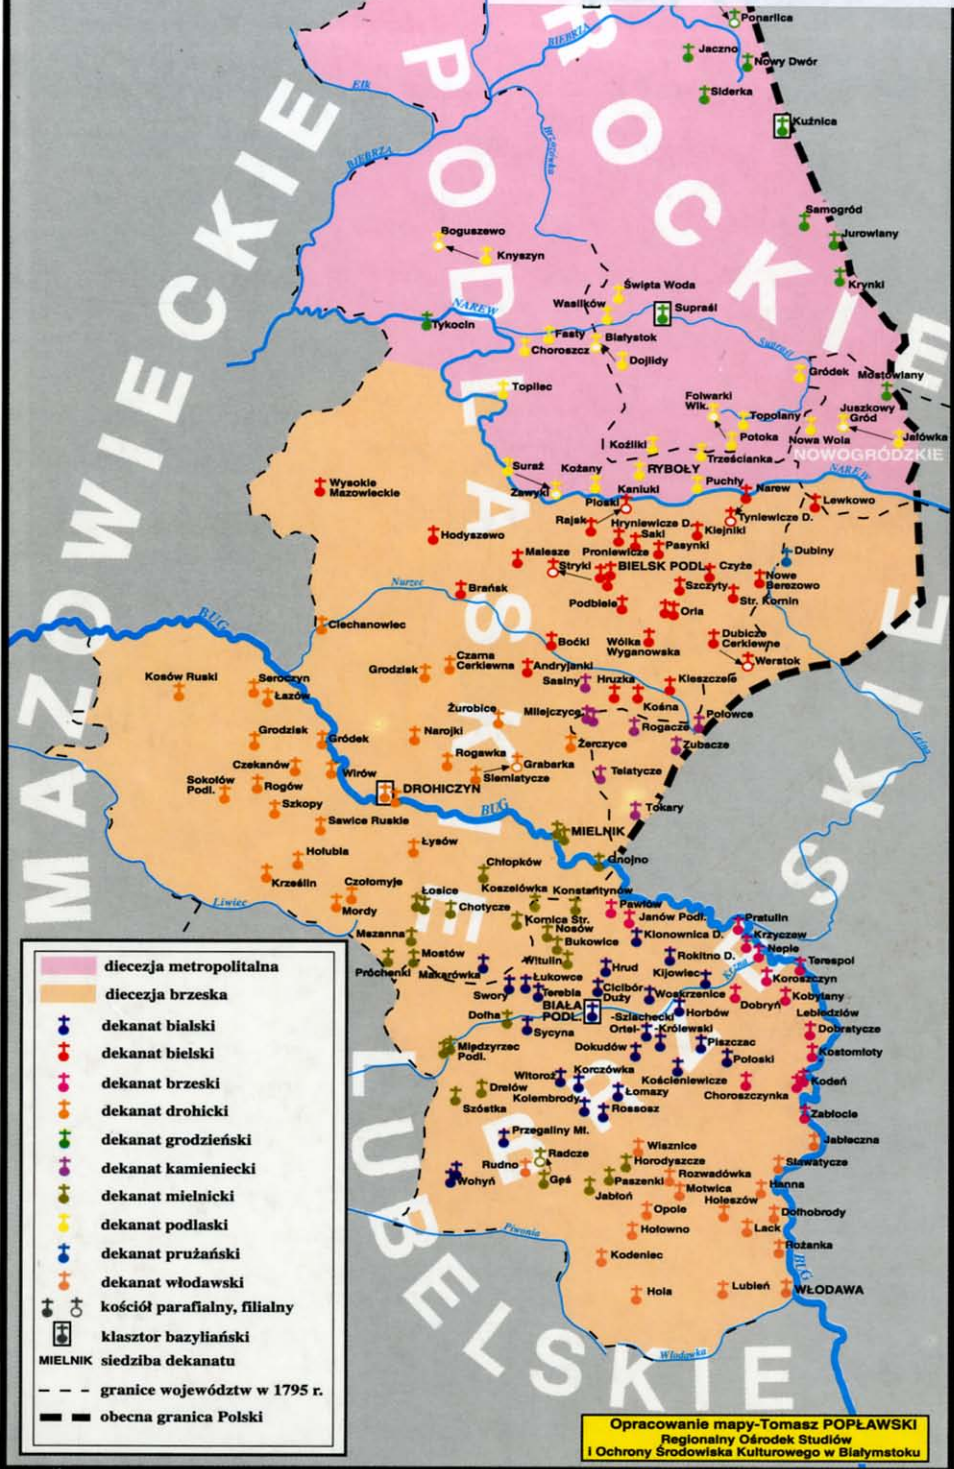 Ponarlica
BIEBRZA
Jaczno
Nowy Dwór
Ełk
Siderka
Kuźnica
BIEBRZA
Brzozówka
Samogród
Jurowlany
Boguszewo
Knyszyn
Krynki
Święta Woda
Wasilków
Supraśl
NAREW
Tykocin
Fasty
Białystok
Choroszcz
Dojlidy
Supraśl
Gródek
Mostowlany
Topilec
Folwarki
Wlk.
Juszkowy
Gród
Topolany
Potoka
Nowa Wola
Jałówka
NOWOGRÓDZKIE
Koźliki
Trześcianka
Suraż
Kożany
RYBOŁY
NAREW
Zawyki
Kaniuki
Puchły
Narew
Wysokie
Mazowieckie
Ploski
Lewkowo
Rajsk
Hryniewicze D.
Tyniewicze D.
Hodyszewo
Saki
Klejniki
Malesze
Proniewicze
Pasynki
Dubiny
Stryki
BIELSK PODL.
Czyże
Nurzec
Brańsk
Szczyty
Nowe
Berezowo
Podbiele
Orla
Str. Kornin
BUG
Ciechanowiec
Boćki
Wólka
Wyganowska
Dubicze
Cerkiewne
Werstok
Kosów Ruski
Seroczyn
Łazów
Grodzisk
Czarna
Cerkiewna
Andryjanki
Sasiny
Hruzka
Kleszczele
Żurobice
Milejczyce
Kośna
Rogacze
Połowce
Grodzisk
Gródek
Narojki
Żerczyce
Zubacze
Leśna
Czekanów
Wirów
Rogawka
Grabarka
Siemiatycze
Telatycze
Sokołów
Podl.
Rogów
DROHICZYN
Szkopy
BUG
Tokary
Sawice Ruskie
MIELNIK
Hołubla
Łysów
Gnojno
Chłopków
Krześlin
Czołomyje
Koszelówka
Konstantynów
Liwiec
Mordy
Łosice
Chotycze
Pawłów
Janów Podl.
Pratulin
Kornica Str.
Krzyczew
Mszanna
Nosów
Bukowice
Klonownica D.
Neple
Próchenki
Mostów
Makarówka
Witulin
Hrud
Rokitno D.
Krzna
Terespol
Kijowiec
Koroszczyn
Swory
Łukowce
Terebla
Cicibór
Duży
Woskrzenice
Dobryń
Kobylany
BIAŁA
PODL.
Dołha
-Szlachecki
Horbów
Lebiedziów
Sycyna
Ortel-
-Królewski
Dobratycze
Międzyrzec
Podl.
Dokudów
Piszczac
Połoski
Kostomłoty
Witoroż
Korczówka
Kościeniewicze
Kodeń
Drelów
Szóstka
Kolembrody
Łomazy
Choroszczynka
Rossosz
Zabłocie
Przegaliny Mł.
Radcze
Wisznice
Jabłeczna
Rudno
Horodyszcze
Sławatycze
Wohyń
Gęś
Paszenki
Rozwadówka
Jabłoń
Motwica
Hanna
Holeszów
Opole
Dołhobrody
Piwonia
Hołowno
Lack
Różanka
Kodeniec
BUG
Hola
Lubień
WŁODAWA
Włodawka
MAZOWIECKIE
PODLASKIE
GRODZIEŃSKIE
LUBELSKIE
diecezja metropolitalna
diecezja brzeska
dekanat bialski
dekanat bielski
dekanat brzeski
dekanat drohicki
dekanat grodzieński
dekanat kamieniecki
dekanat mielnicki
dekanat podlaski
dekanat prużański
dekanat włodawski
kościół parafialny, filialny
klasztor bazyliański
MIELNIK siedziba dekanatu
granice województw w 1795 r.
obecna granica Polski
Opracowanie mapy-Tomasz POPŁAWSKI
Regionalny Ośrodek Studiów
i Ochrony Środowiska Kulturowego w Białymstoku